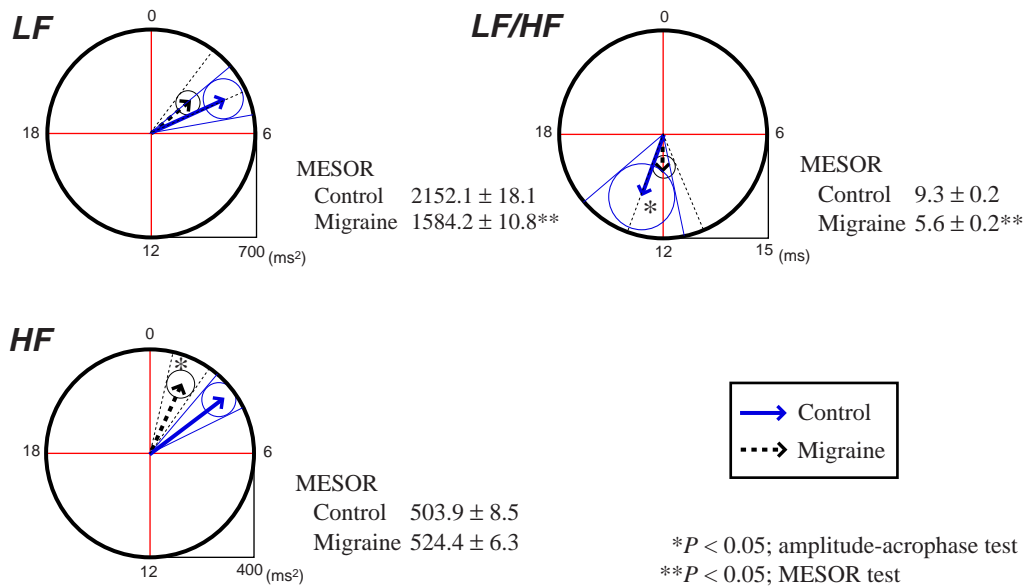 LF
0
18
6
12
700 (ms²)
MESOR
Control 2152.1 ± 18.1
Migraine 1584.2 ± 10.8**
LF/HF
0
18
6
*
12
15
(ms)
MESOR
Control 9.3 ± 0.2
Migraine 5.6 ± 0.2**
HF
0
*
18
6
12
400 (ms²)
MESOR
Control 503.9 ± 8.5
Migraine 524.4 ± 6.3
Control
Migraine
*P < 0.05; amplitude-acrophase test
**P < 0.05; MESOR test